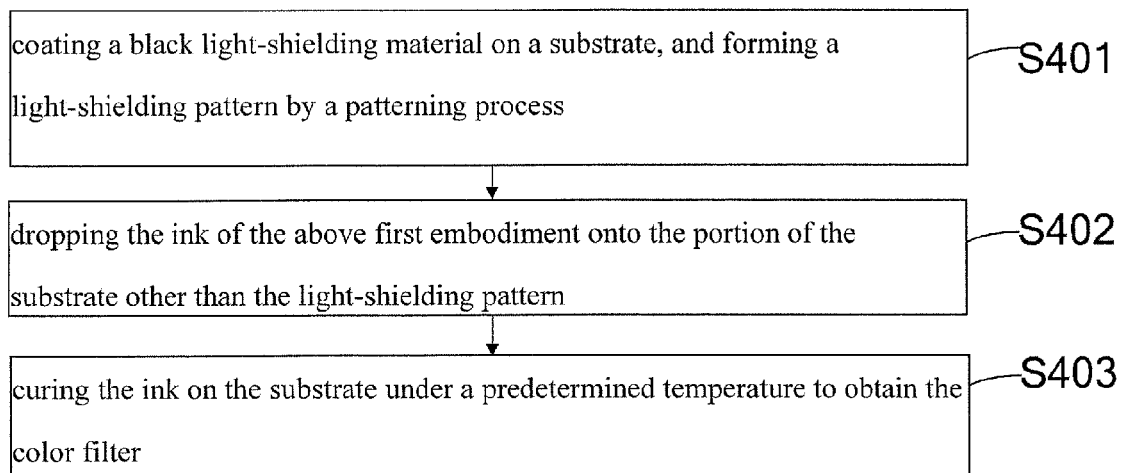 coating a black light-shielding material on a substrate, and forming a
S401
light-shielding pattern by a patterning process
dropping the ink of the above first embodiment onto the portion of the
S402
substrate other than the light-shielding pattern
curing the ink on the substrate under a predetermined temperature to obtain the
S403
color filter